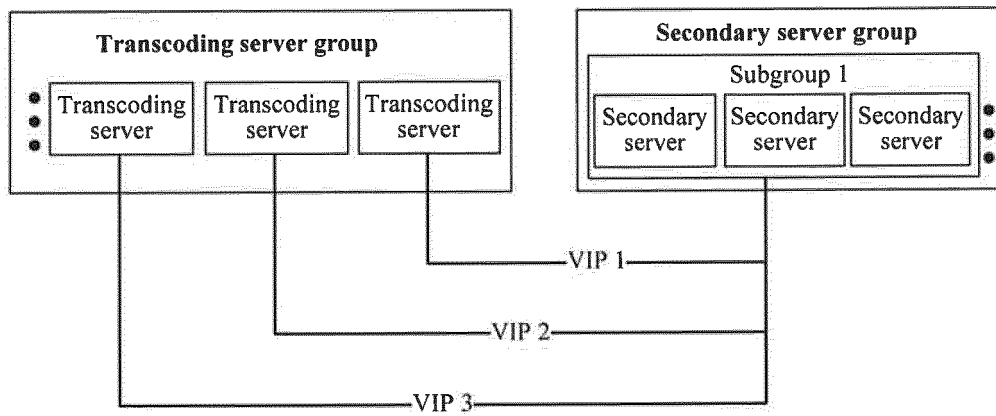 Transcoding server group
Transcoding
server
Transcoding
server
Transcoding
server
Secondary server group
Subgroup 1
Secondary
server
Secondary
server
Secondary
server
VIP 1
VIP 2
VIP 3